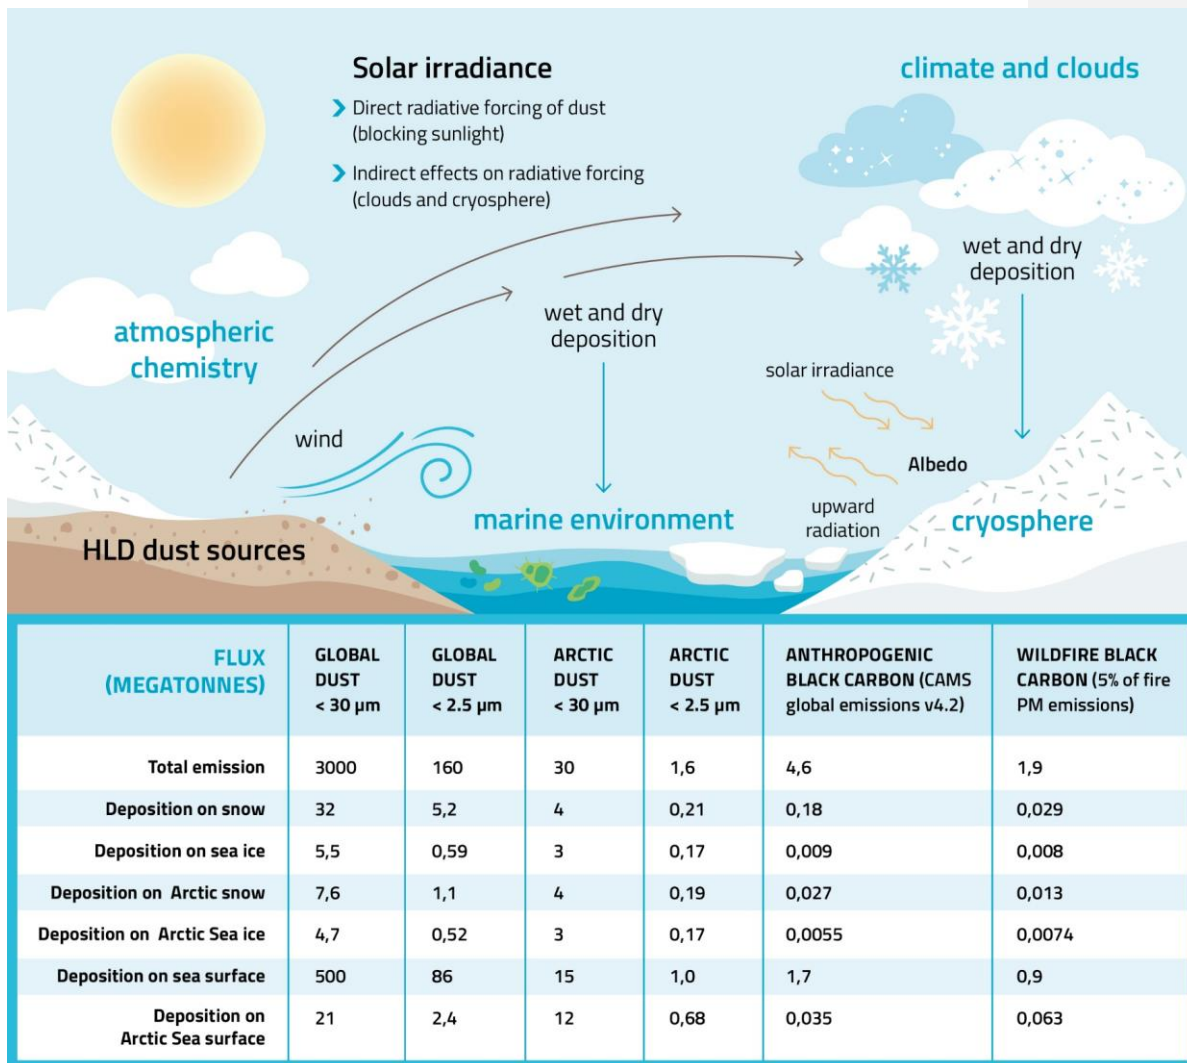 Solar irradiance
Direct radiative forcing of dust
(blocking sunlight)
Indirect effects on radiative forcing
(clouds and cryosphere)
climate and clouds
wet and dry
deposition
wet and dry
deposition
atmospheric
chemistry
solar irradiance
wind
Albedo
upward
radiation
marine environment
cryosphere
HLD dust sources
FLUX
(MEGATONNES)
GLOBAL
DUST
< 30 µm
GLOBAL
DUST
< 2.5 µm
ARCTIC
DUST
< 30 µm
ARCTIC
DUST
< 2.5 µm
ANTHROPOGENIC
BLACK CARBON (CAMS
global emissions v4.2)
WILDFIRE BLACK
CARBON (5% of fire
PM emissions)
Total emission 3000 160 30 1,6 4,6 1,9
Deposition on snow 32 5,2 4 0,21 0,18 0,029
Deposition on sea ice 5,5 0,59 3 0,17 0,009 0,008
Deposition on Arctic snow 7,6 1,1 4 0,19 0,027 0,013
Deposition on Arctic Sea ice 4,7 0,52 3 0,17 0,0055 0,0074
Deposition on sea surface 500 86 15 1,0 1,7 0,9
Deposition on
Arctic Sea surface 21 2,4 12 0,68 0,035 0,063